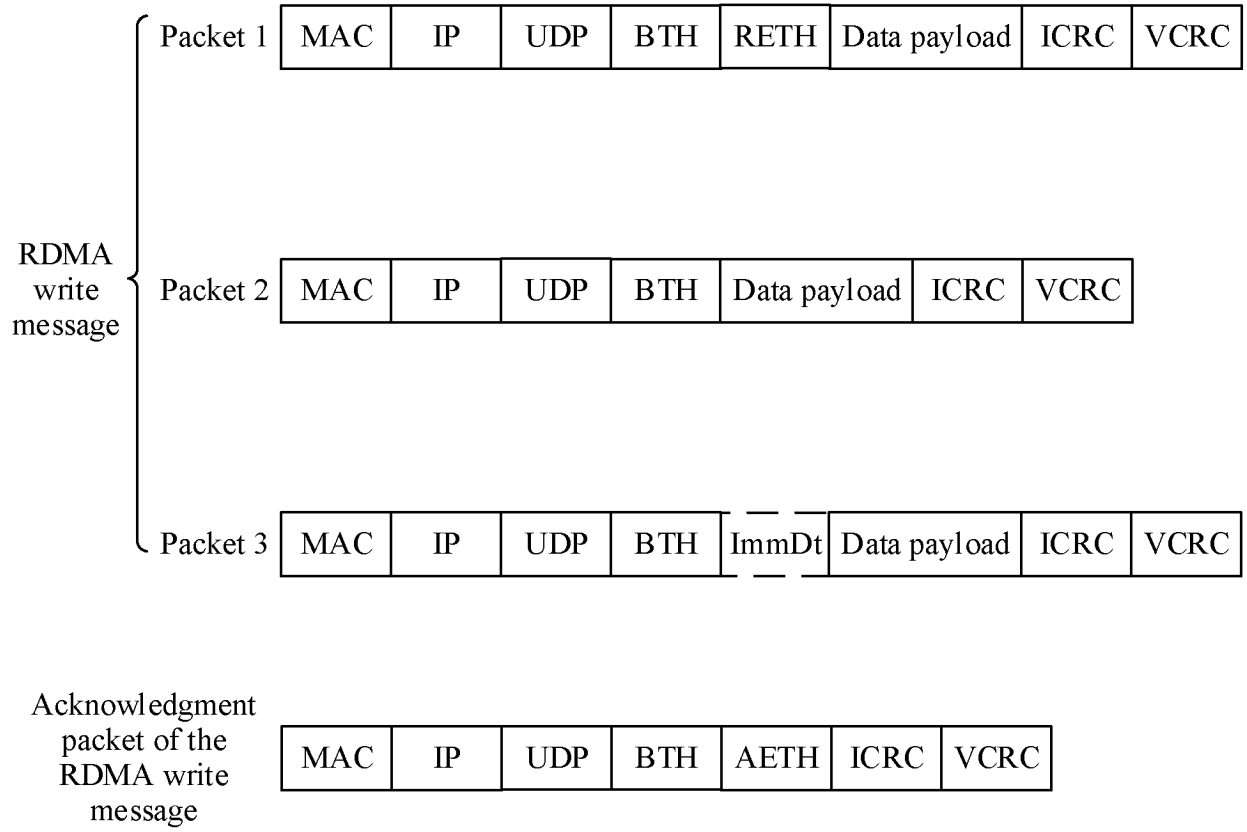 Packet 1 MAC IP UDP BTH RETH Data payload ICRC VCRC
RDMA
write
message
Packet 2 MAC IP UDP BTH Data payload ICRC VCRC
Packet 3 MAC IP UDP BTH ImmDt Data payload ICRC VCRC
Acknowledgment
packet of the
RDMA write
message
MAC IP UDP BTH AETH ICRC VCRC